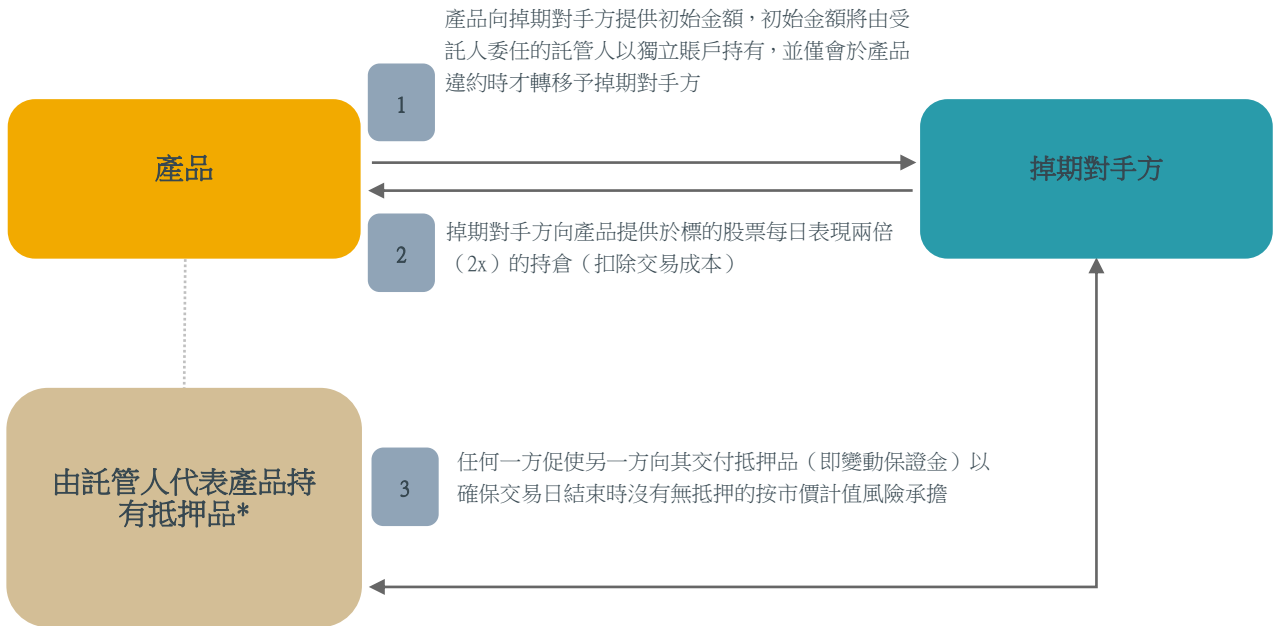 產品向掉期對手方提供初始金額，初始金額將由受
託人委任的託管人以獨立賬戶持有，並僅會於產品
違約時才轉移予掉期對手方
1
產品
掉期對手方
2
掉期對手方向產品提供於標的股票每日表現兩倍
（2x）的持倉（扣除交易成本）
由託管人代表產品持
有抵押品*
3
任何一方促使另一方向其交付抵押品（即變動保證金）以
確保交易日結束時沒有無抵押的按市價計值風險承擔